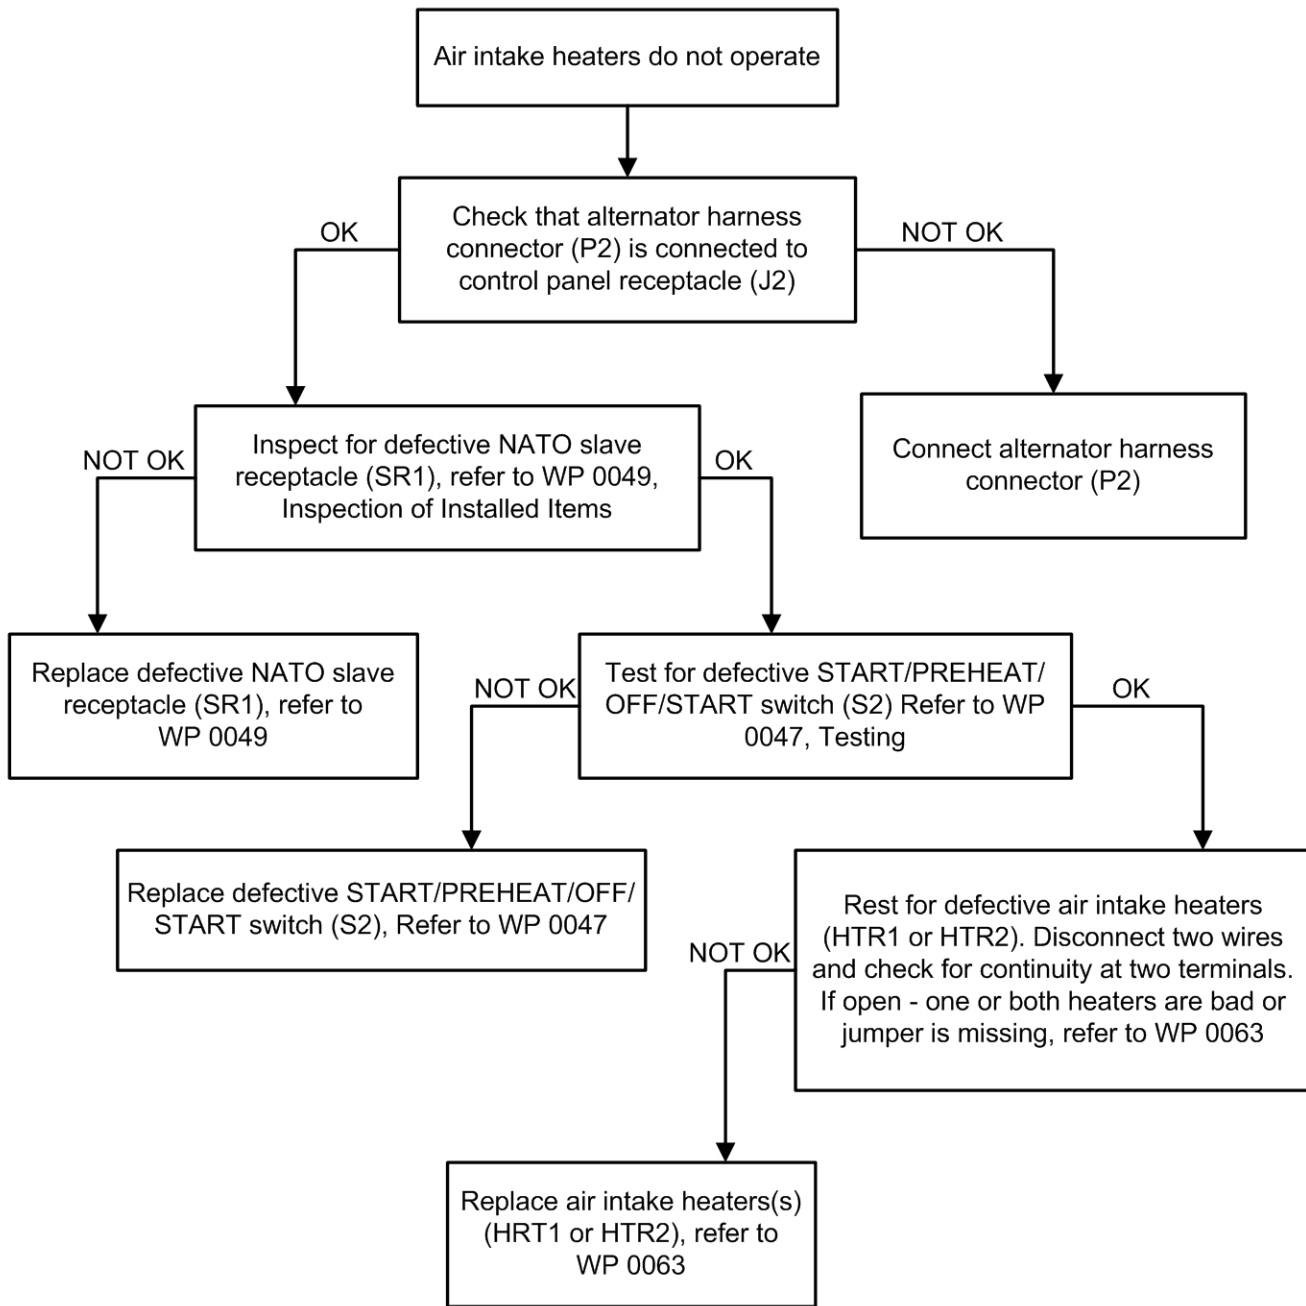 Air intake heaters do not operate
Check that alternator harness
connector (P2) is connected to
control panel receptacle (J2)
OK
NOT OK
Inspect for defective NATO slave
receptacle (SR1), refer to WP 0049,
Inspection of Installed Items
NOT OK
OK
Connect alternator harness
connector (P2)
Replace defective NATO slave
receptacle (SR1), refer to
WP 0049
Test for defective START/PREHEAT/
OFF/START switch (S2) Refer to WP
0047, Testing
NOT OK
OK
Replace defective START/PREHEAT/OFF/
START switch (S2), Refer to WP 0047
Rest for defective air intake heaters
(HTR1 or HTR2). Disconnect two wires
and check for continuity at two terminals.
If open - one or both heaters are bad or
jumper is missing, refer to WP 0063
NOT OK
Replace air intake heaters(s)
(HRT1 or HTR2), refer to
WP 0063